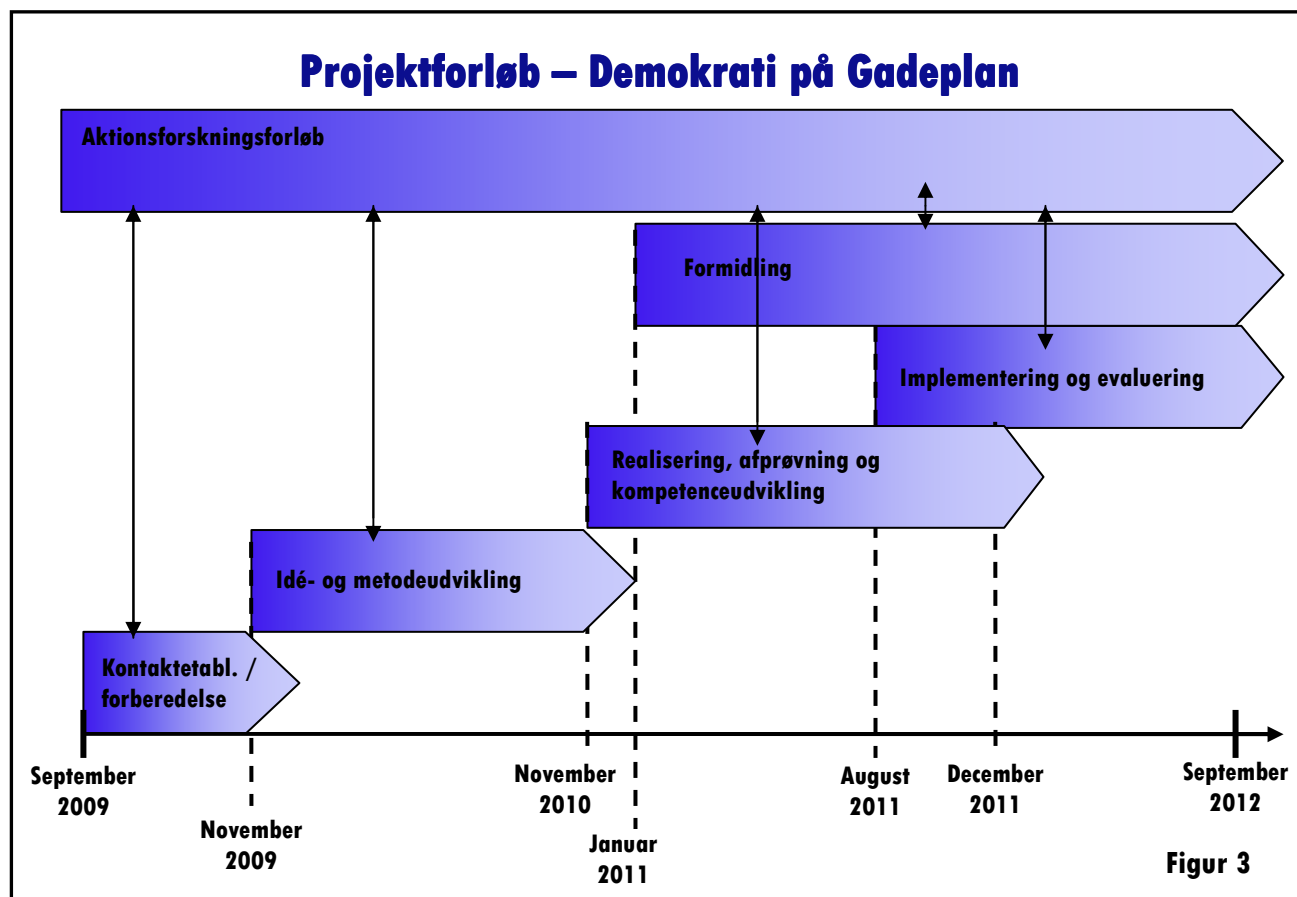 Projektforløb – Demokrati på Gadeplan
Aktionsforskningsforløb
Formidling
Implementering og evaluering
Realisering, afprøvning og
kompetenceudvikling
Idé- og metodeudvikling
Kontaktetabl. /
forberedelse
September
2009
November
2009
November
2010
Januar
2011
August
2011
December
2011
September
2012
Figur 3